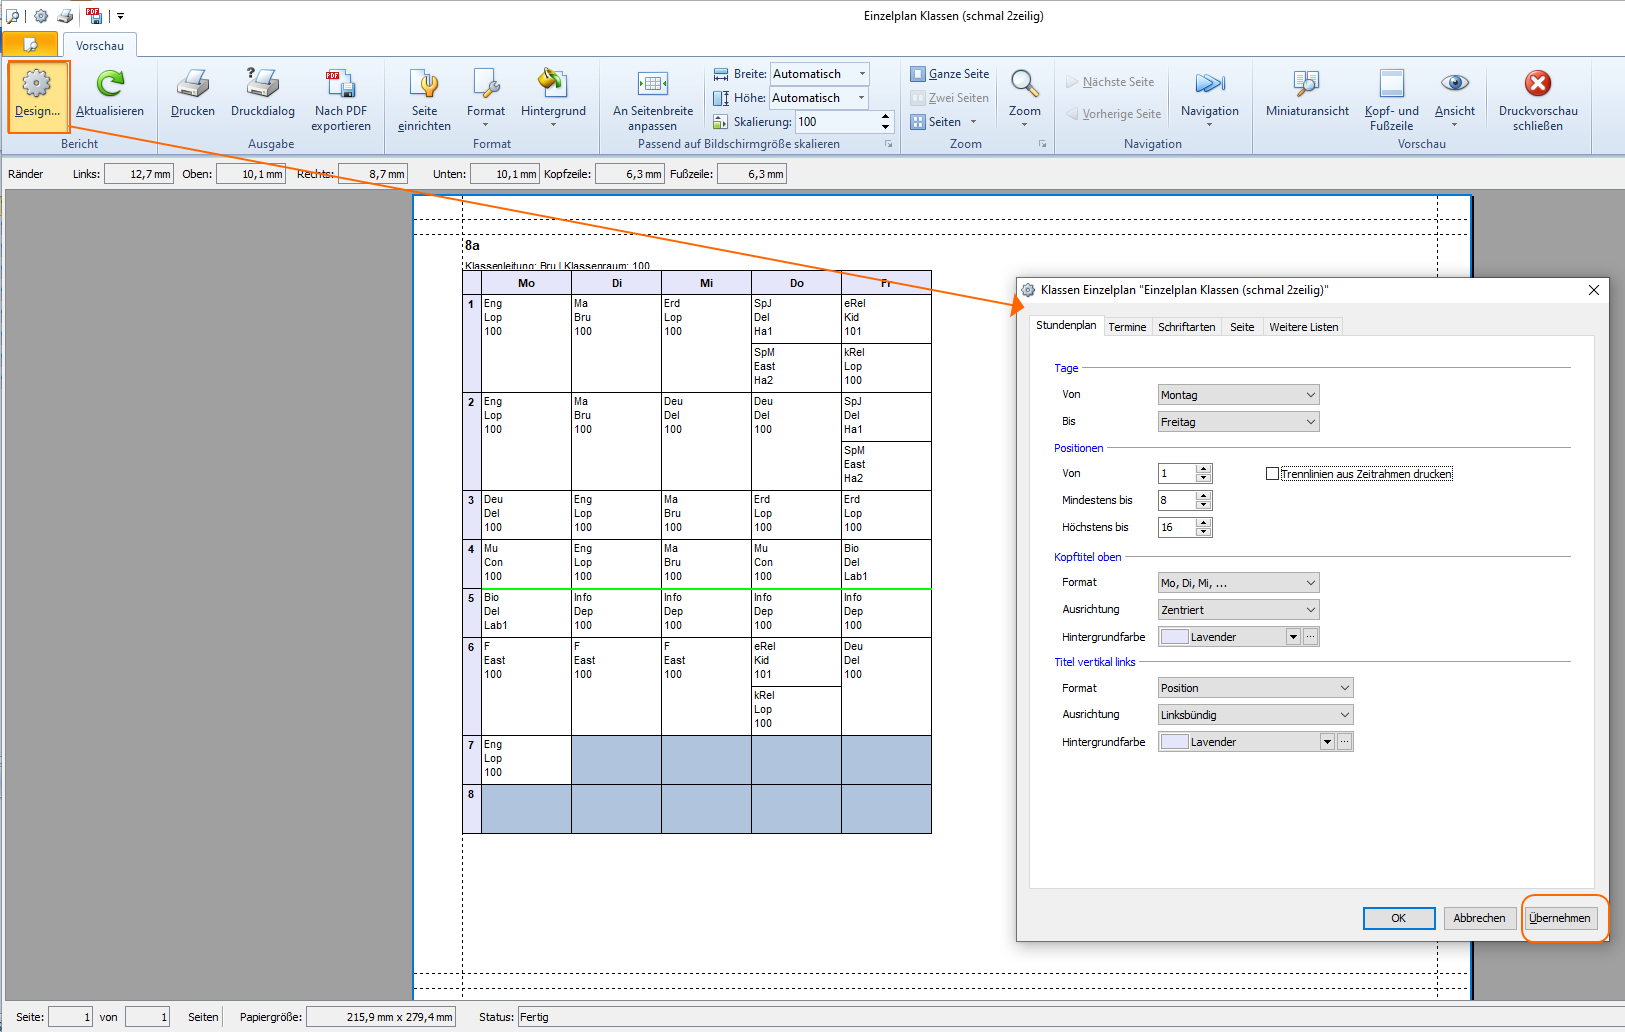 Einzelplan Klassen (schmal 2zeilig)
Vorschau
Design...
Aktualisieren
Bericht
Drucken
Druckdialog
Nach PDF
exportieren
Ausgabe
Seite
einrichten
Format
Hintergrund
Format
An Seitenbreite
anpassen
Breite: Automatisch
Höhe: Automatisch
Skalierung: 100
Passend auf Bildschirmgröße skalieren
Ganze Seite
Zwei Seiten
Seiten
Zoom
Zoom
Nächste Seite
Vorherige Seite
Navigation
Navigation
Miniaturansicht
Kopf- und
Fußzeile
Ansicht
Vorschau
Druckvorschau
schließen
Ränder Links: 12,7 mm Oben: 10,1 mm Rechts: 8,7 mm Unten: 10,1 mm Kopfzeile: 6,3 mm Fußzeile: 6,3 mm
8a
Klassenleitung: Bru | Klassenraum: 100
Mo Di Mi Do Fr
1 Eng Ma Erd SpJ eRel
Lop Bru Lop Del Kid
100 100 100 Ha1 101
SpM kRel
East Lop
Ha2 100
2 Eng Ma Deu Deu SpJ
Lop Bru Del Del Del
100 100 100 100 Ha1
SpM
East
Ha2
3 Deu Eng Ma Erd Erd
Del Lop Bru Lop Lop
100 100 100 100 100
4 Mu Eng Ma Mu Bio
Con Lop Bru Con Del
100 100 100 100 Lab1
5 Bio Info Info Info Info
Del Dep Dep Dep Dep
Lab1 100 100 100 100
6 F F F eRel Deu
East East East Kid Del
100 100 100 101 100
kRel
Lop
100
7 Eng
Lop
100
8
Klassen Einzelplan "Einzelplan Klassen (schmal 2zeilig)"
Stundenplan Termine Schriftarten Seite Weitere Listen
Tage
Von Montag
Bis Freitag
Positionen
Von 1 Trennlinien aus Zeitrahmen drucken
Mindestens bis 8
Höchstens bis 16
Kopftitel oben
Format Mo, Di, Mi, ...
Ausrichtung Zentriert
Hintergrundfarbe Lavender ...
Titel vertikal links
Format Position
Ausrichtung Linksbündig
Hintergrundfarbe Lavender ...
OK Abbrechen Übernehmen
Seite: 1 von 1 Seiten Papiergröße: 215,9 mm x 279,4 mm Status: Fertig